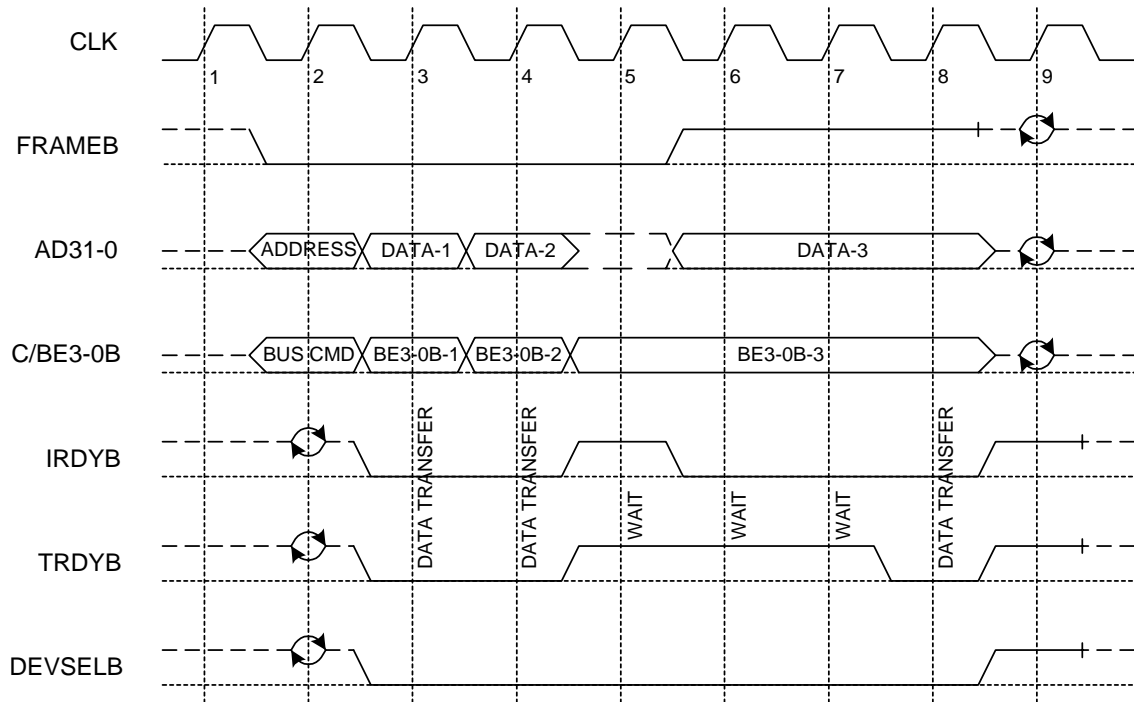 CLK
1 2 3 4 5 6 7 8 9
FRAMEB
AD31-0
ADDRESS DATA-1 DATA-2 DATA-3
C/BE3-0B
BUS CMD BE3-0B-1 BE3-0B-2 BE3-0B-3
IRDYB
DATA TRANSFER
DATA TRANSFER
WAIT
WAIT
WAIT
DATA TRANSFER
TRDYB
DEVSELB